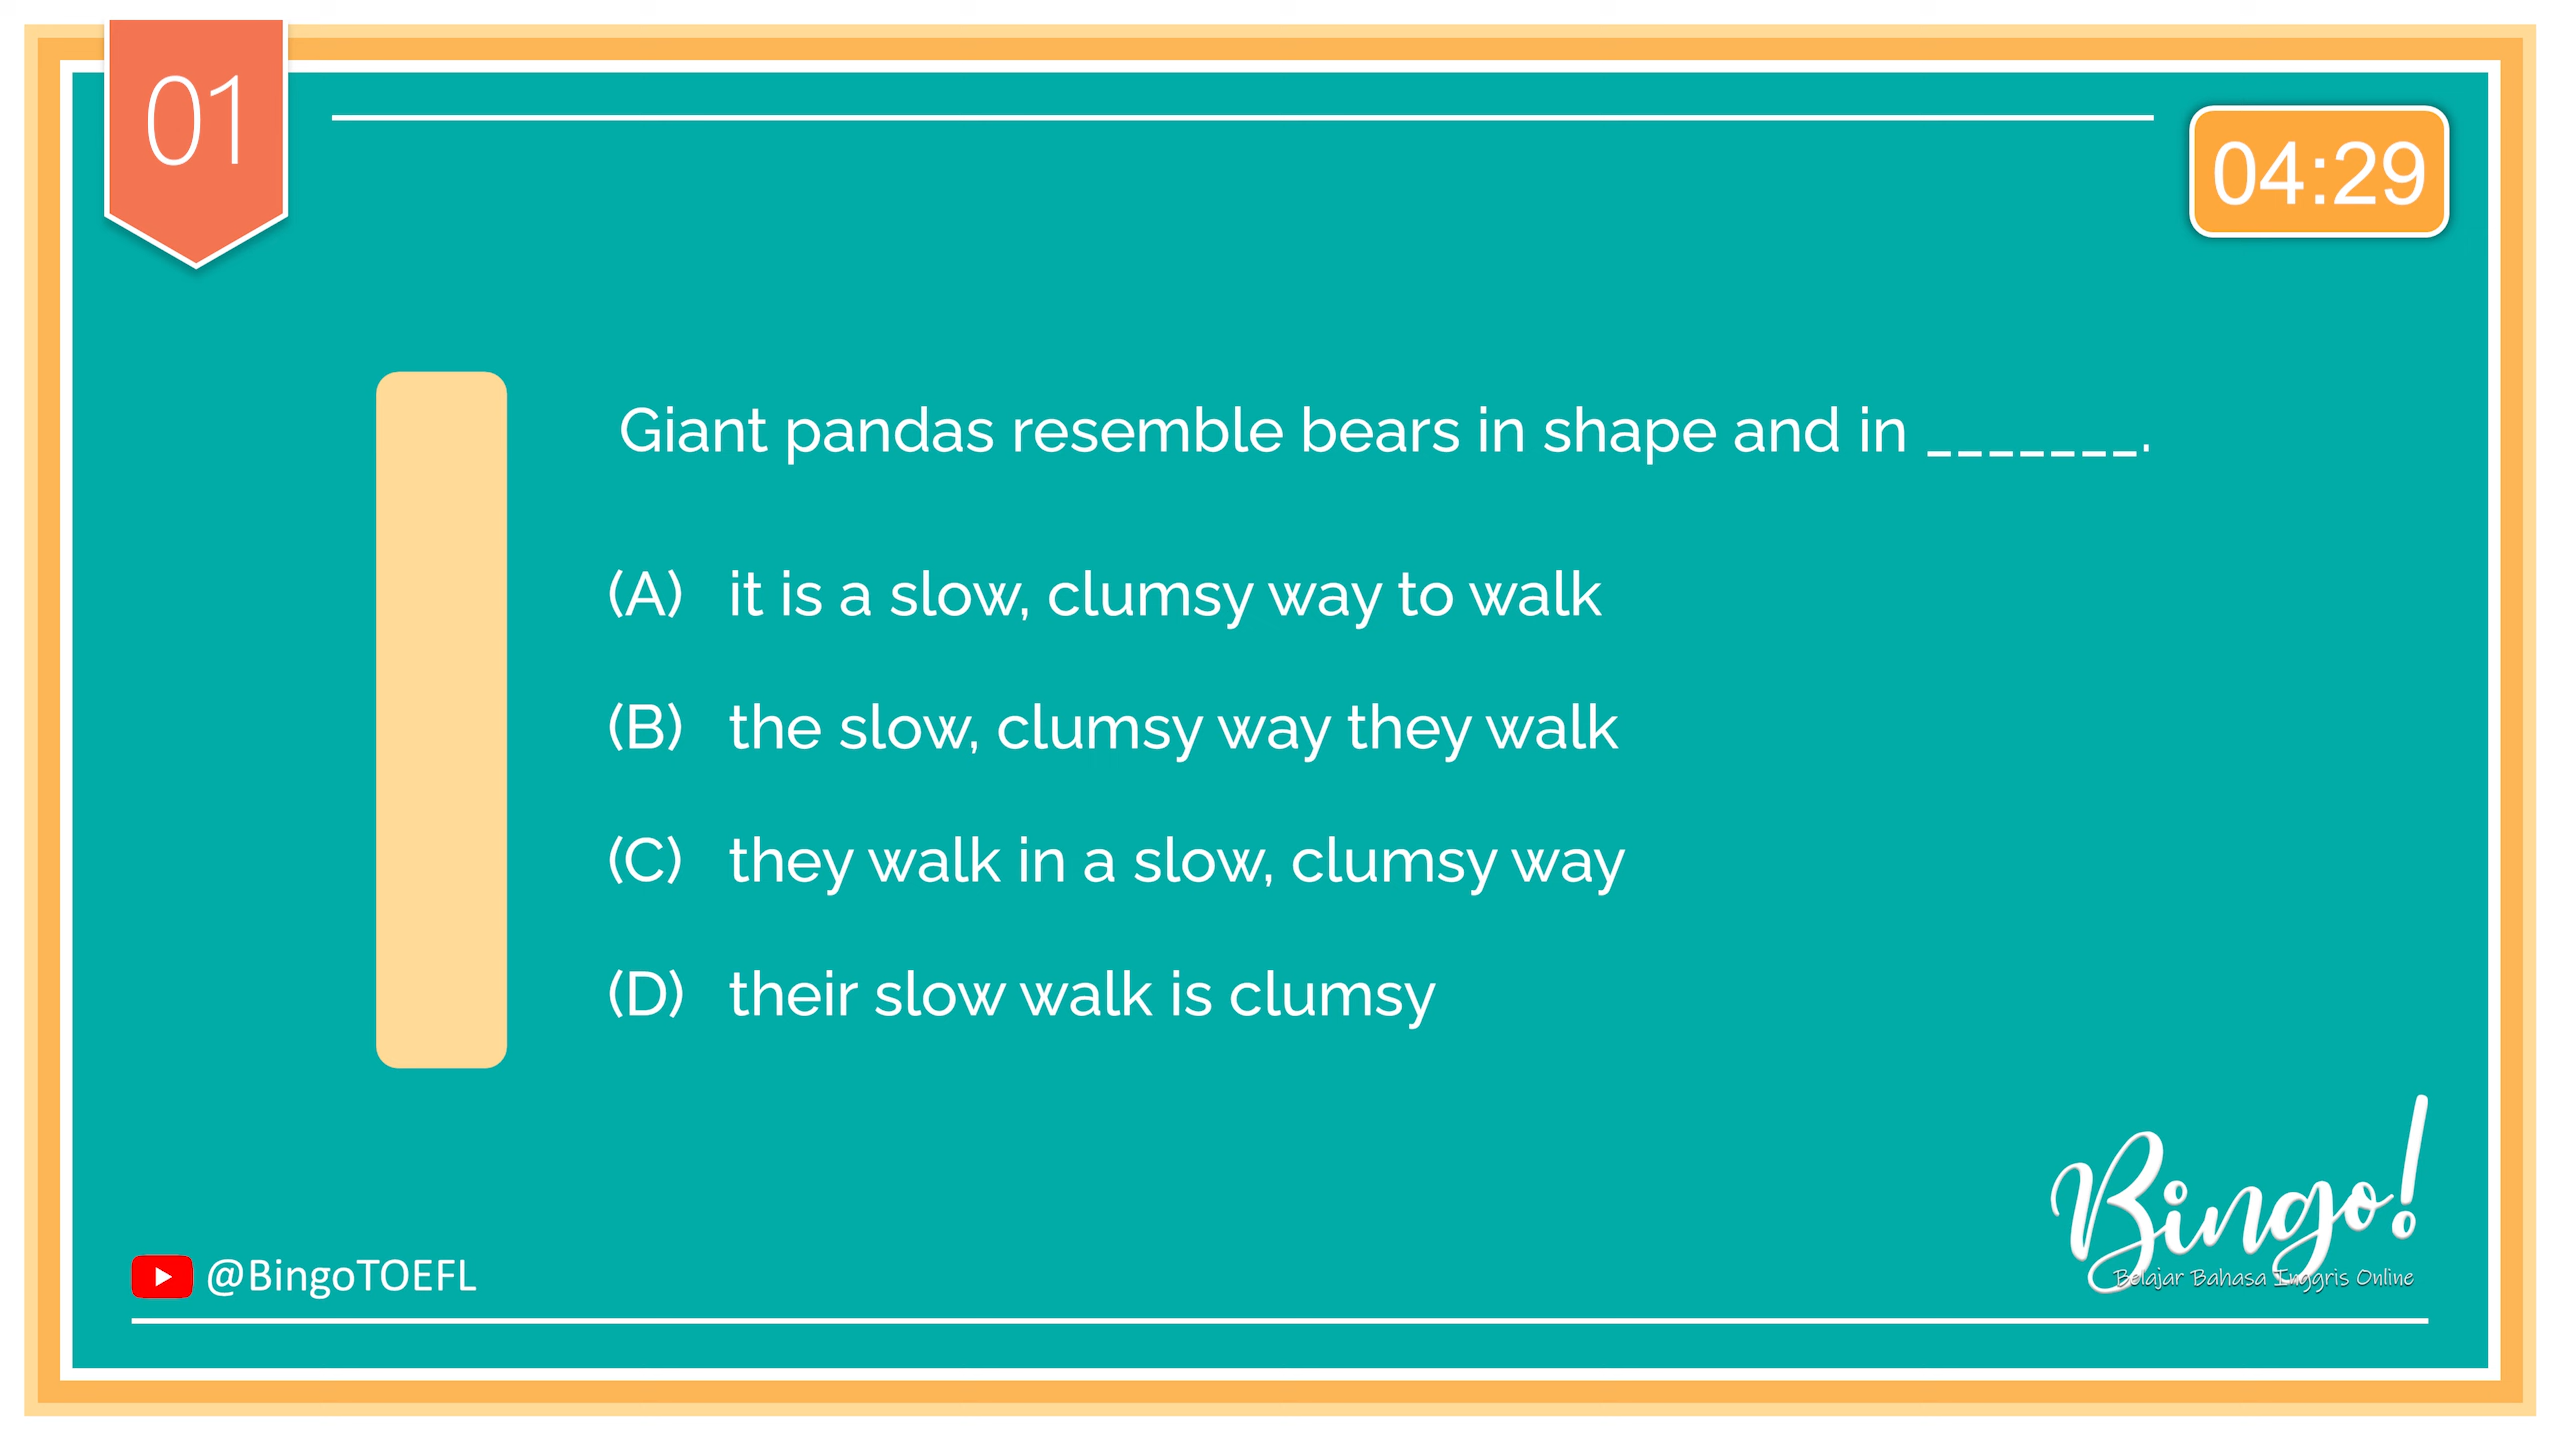 01
04:29
Giant pandas resemble bears in shape and in _______.
(A) it is a slow, clumsy way to walk
(B) the slow, clumsy way they walk
(C) they walk in a slow, clumsy way
(D) their slow walk is clumsy
Bingo!
Belajar Bahasa Inggris Online
@BingoTOEFL